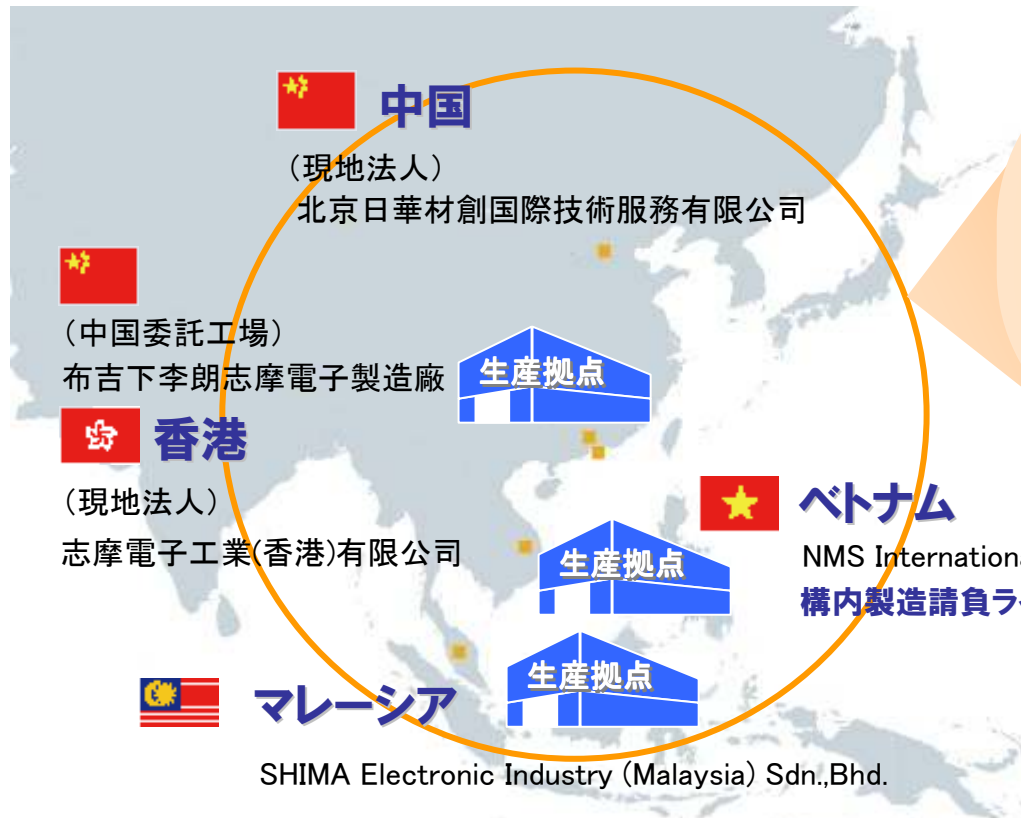 中国
（現地法人）
北京日華材創国際技術服務有限公司
（中国委託工場）
布吉下李朗志摩電子製造廠
生産拠点
香港
（現地法人）
志摩電子工業(香港)有限公司
ベトナム
NMS Internationa
構内製造請負ラ
生産拠点
マレーシア
生産拠点
SHIMA Electronic Industry (Malaysia) Sdn.,Bhd.